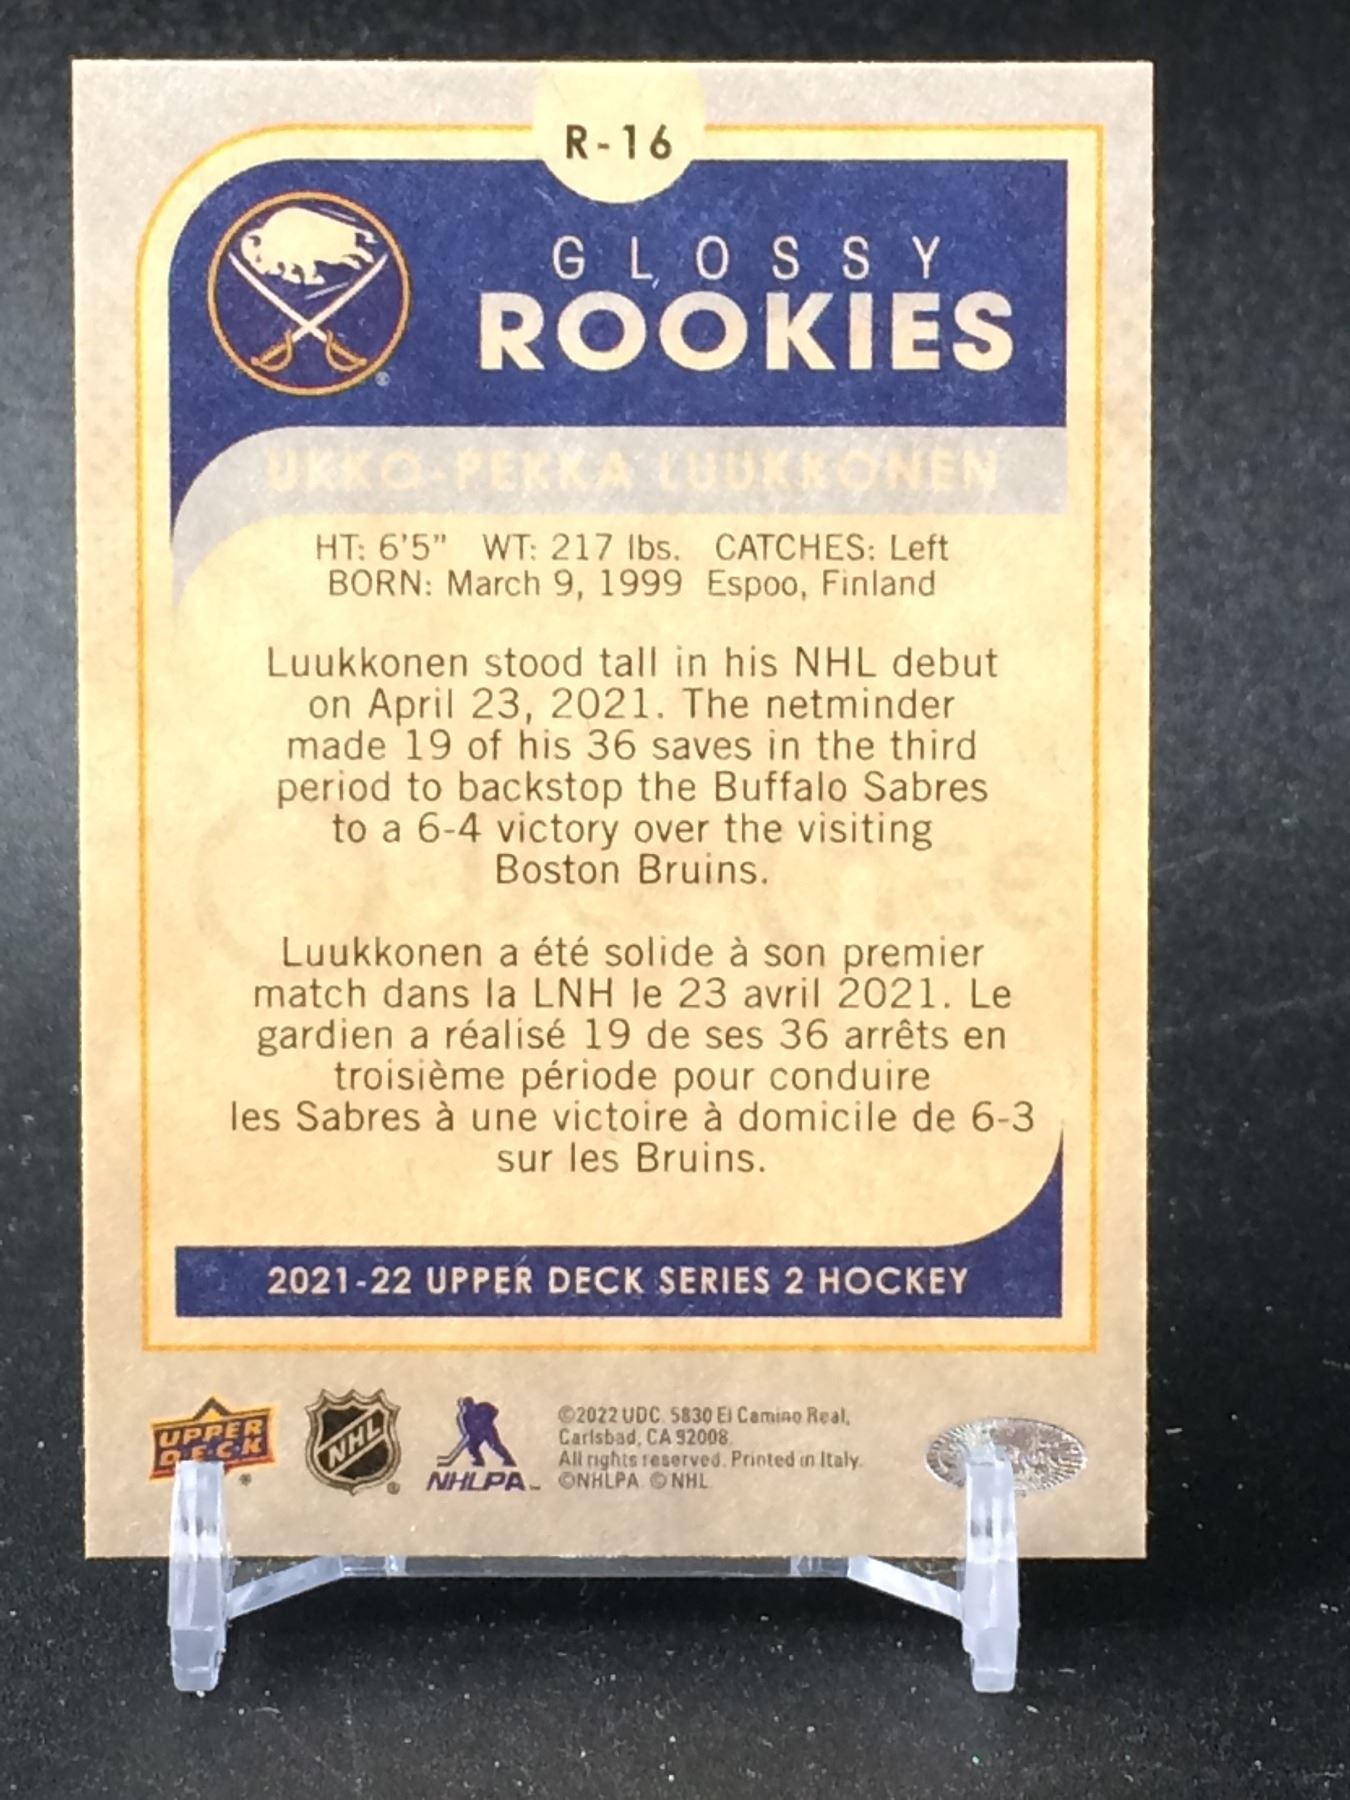 R-16
GLOSSY
ROOKIES
UKKO-PEKKA LUUKKONEN
HT: 6'5" WT: 217 lbs. CATCHES: Left
BORN: March 9, 1999 Espoo, Finland
Luukkonen stood tall in his NHL debut
on April 23, 2021. The netminder
made 19 of his 36 saves in the third
period to backstop the Buffalo Sabres
to a 6-4 victory over the visiting
Boston Bruins.
Luukkonen a été solide à son premier
match dans la LNH le 23 avril 2021. Le
gardien a réalisé 19 de ses 36 arrêts en
troisième période pour conduire
les Sabres à une victoire à domicile de 6-3
sur les Bruins.
2021-22 UPPER DECK SERIES 2 HOCKEY
UPPER
DECK
NHL
NHLPA
©2022 UDC. 5830 El Camino Real,
Carlsbad, CA 92008.
All rights reserved. Printed in Italy.
©NHLPA © NHL